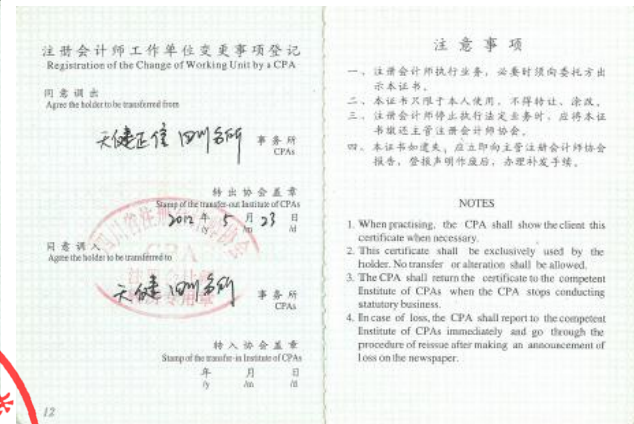 注册会计师工作单位变更事项登记
Registration of the Change of Working Unit by a CPA
同意调出
Agree the holder to be transferred from
天健正信四川分所 事务所
CPAs
转出协会盖章
Stamp of the transfer-out Institute of CPAs
2012年5月23日
/y /m /d
同意调入
Agree the holder to be transferred to
天健四川分所 事务所
CPAs
转入协会盖章
Stamp of the transfer-in Institute of CPAs
年 月 日
/y /m /d
12
注意事项
一、注册会计师执行业务，必要时须向委托方出
示本证书。
二、本证书只限于本人使用，不得转让、涂改。
三、注册会计师停止执行法定业务时，应将本证
书缴还主管注册会计师协会。
四、本证书如遗失，应立即向主管注册会计师协会
报告，登报声明作废后，办理补发手续。
NOTES
1. When practising, the CPA shall show the client this
certificate when necessary.
2. This certificate shall be exclusively used by the
holder. No transfer or alteration shall be allowed.
3. The CPA shall return the certificate to the competent
Institute of CPAs when the CPA stops conducting
statutory business.
4. In case of loss, the CPA shall report to the competent
Institute of CPAs immediately and go through the
procedure of reissue after making an announcement of
loss on the newspaper.